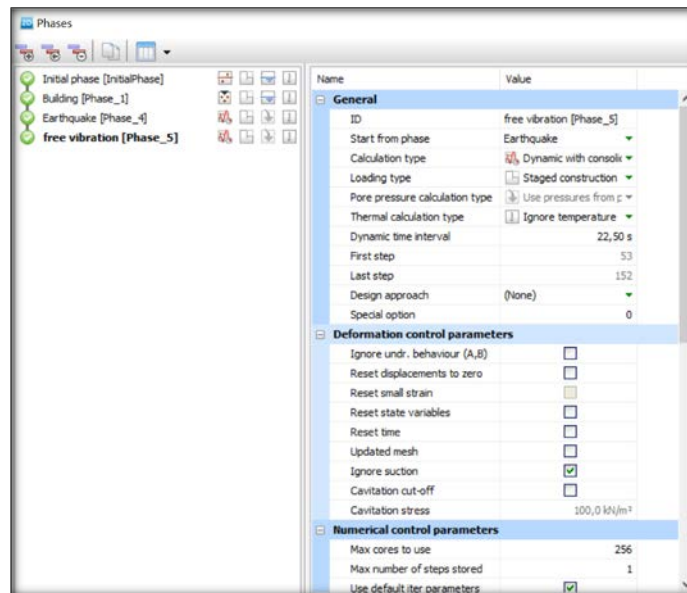 Phases
Initial phase [InitialPhase]
Building [Phase_1]
Earthquake [Phase_4]
free vibration [Phase_5]
Name Value
General
ID free vibration [Phase_5]
Start from phase Earthquake
Calculation type Dynamic with consolic
Loading type Staged construction
Pore pressure calculation type Use pressures from p
Thermal calculation type Ignore temperature
Dynamic time interval 22,50 s
First step 53
Last step 152
Design approach (None)
Special option 0
Deformation control parameters
Ignore undr. behaviour (A,B)
Reset displacements to zero
Reset small strain
Reset state variables
Reset time
Updated mesh
Ignore suction
Cavitation cut-off
Cavitation stress 100,0 kN/m²
Numerical control parameters
Max cores to use 256
Max number of steps stored 1
Use default iter parameters